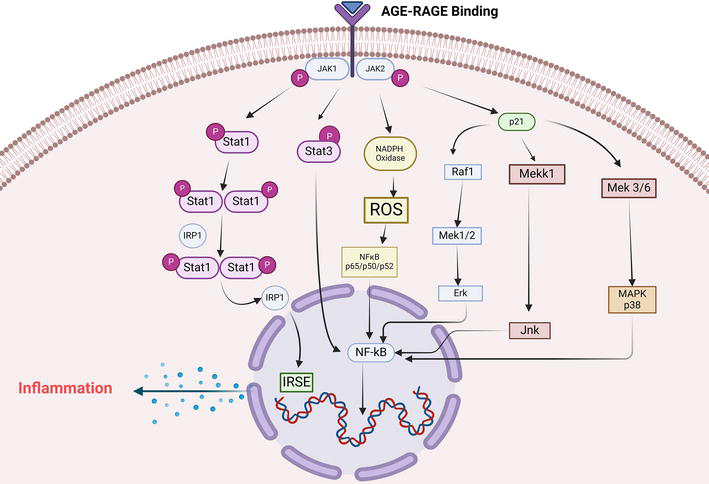 AGE-RAGE Binding
JAK1
JAK2
P
P
p21
P
Stat1
P
Stat3
NADPH
Oxidase
Raf1
Mekk1
Mek 3/6
P
Stat1
Stat1
P
ROS
IRP1
Mek1/2
P
Stat1
Stat1
P
NFκB
p65/p50/p52
IRP1
Erk
MAPK
p38
Jnk
NF-kB
IRSE
Inflammation